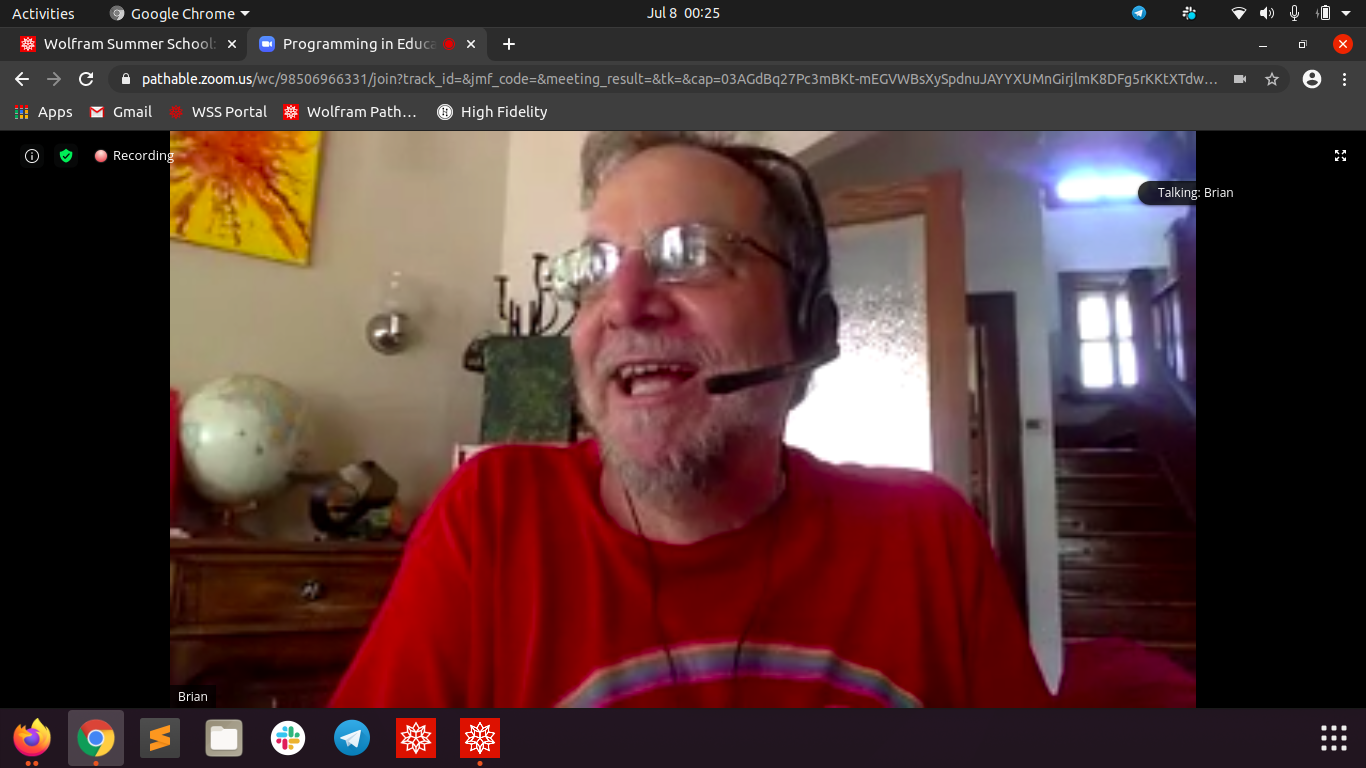 Activities
Google Chrome
Jul 8 00:25
Wolfram Summer School:
Programming in Educa
Apps
pathable.zoom.us/wc/98506966331/join?track_id=&jmf_code=&meeting_result=&tk=&cap=03AGdBq27Pc3mBKt-mEGVWBsXySpdnuJAYYXUMnGirjlmK8DFg5rKKtXTdw…
Gmail
WSS Portal
Wolfram Path…
High Fidelity
Recording
Talking: Brian
Brian